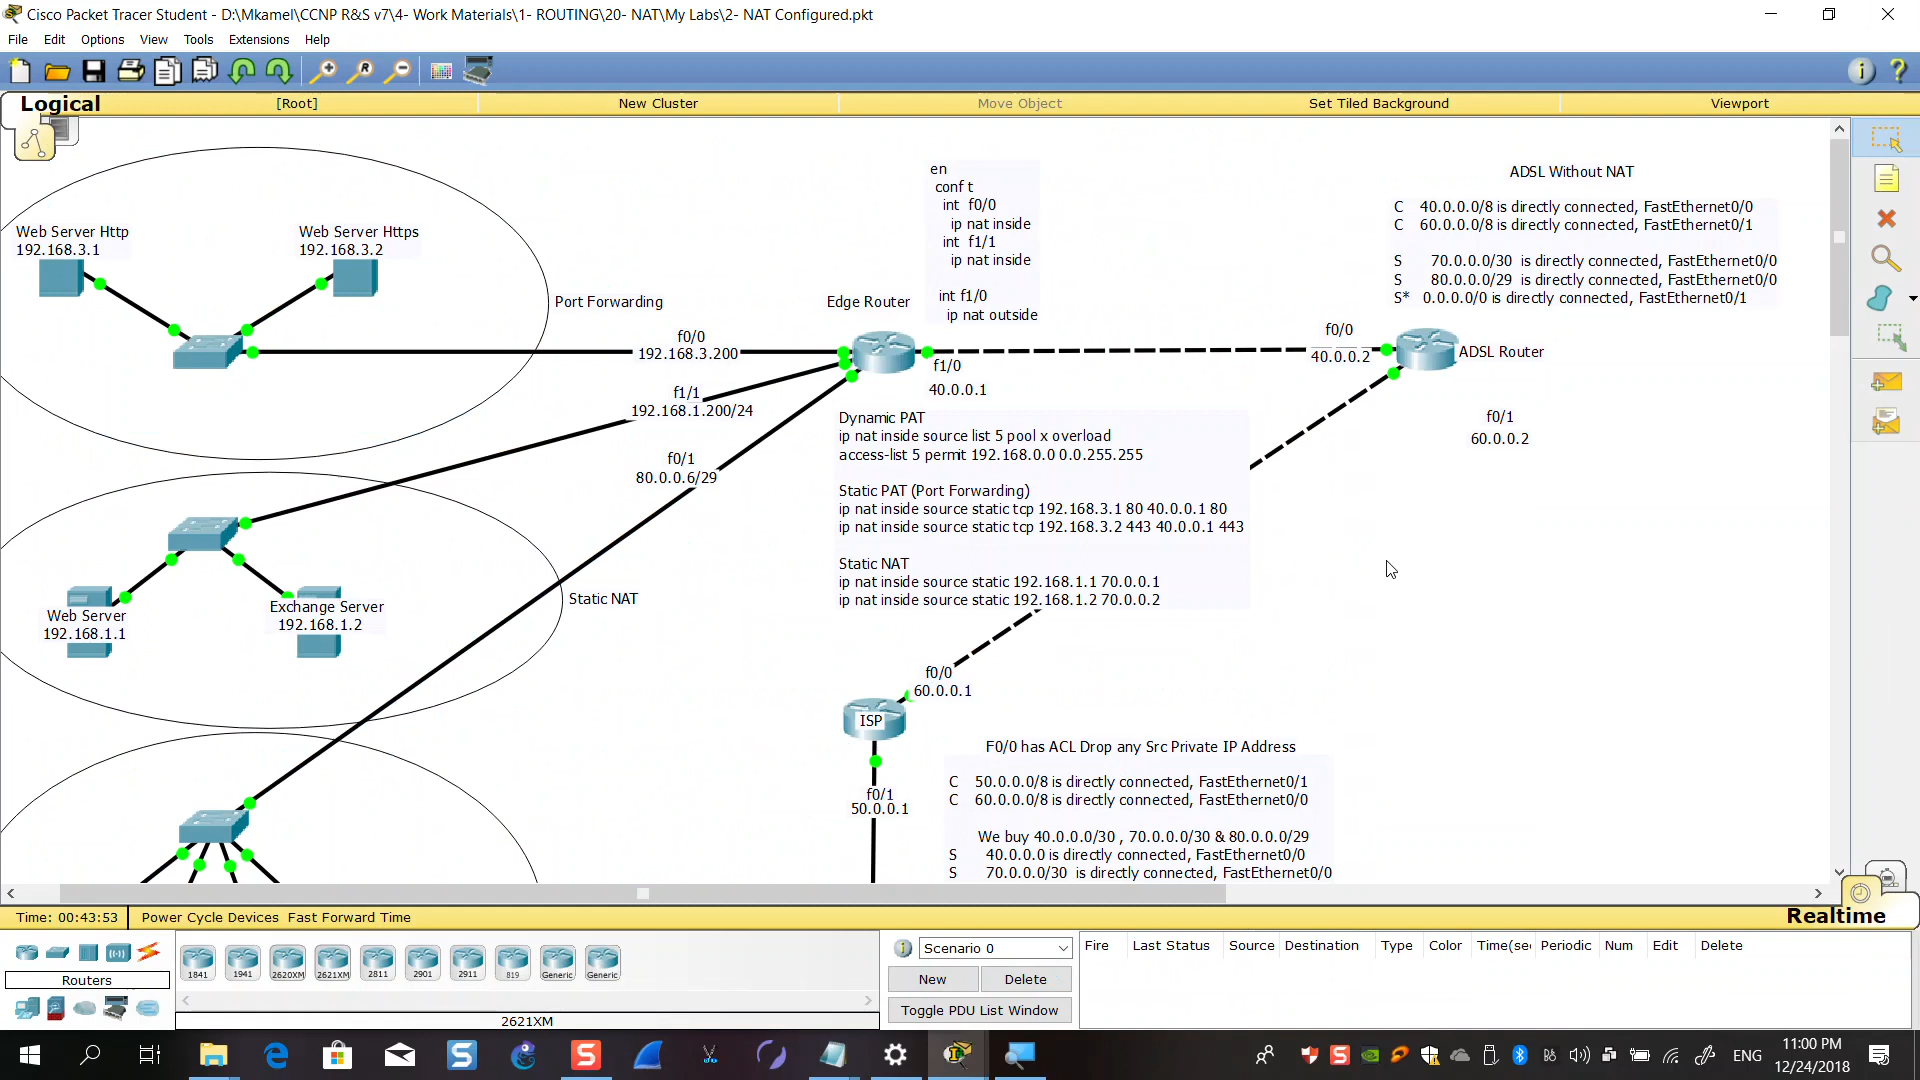 Cisco Packet Tracer Student - D:\Mkamel\CCNP R&S v7\4- Work Materials\1- ROUTING\20- NAT\My Labs\2- NAT Configured.pkt
File Edit Options View Tools Extensions Help
Logical [Root] New Cluster Move Object Set Tiled Background Viewport
en
conf t
int f0/0
ip nat inside
int f1/1
ip nat inside
int f1/0
ip nat outside
ADSL Without NAT
C 40.0.0.0/8 is directly connected, FastEthernet0/0
C 60.0.0.0/8 is directly connected, FastEthernet0/1
S 70.0.0.0/30 is directly connected, FastEthernet0/0
S 80.0.0.0/29 is directly connected, FastEthernet0/0
S* 0.0.0.0/0 is directly connected, FastEthernet0/1
Web Server Http
192.168.3.1
Web Server Https
192.168.3.2
Port Forwarding
Edge Router
f0/0
192.168.3.200
f1/0
40.0.0.1
f0/0
40.0.0.2
ADSL Router
f0/1
60.0.0.2
f1/1
192.168.1.200/24
f0/1
80.0.0.6/29
Dynamic PAT
ip nat inside source list 5 pool x overload
access-list 5 permit 192.168.0.0 0.0.255.255
Static PAT (Port Forwarding)
ip nat inside source static tcp 192.168.3.1 80 40.0.0.1 80
ip nat inside source static tcp 192.168.3.2 443 40.0.0.1 443
Static NAT
ip nat inside source static 192.168.1.1 70.0.0.1
ip nat inside source static 192.168.1.2 70.0.0.2
Web Server
192.168.1.1
Exchange Server
192.168.1.2
Static NAT
f0/0
60.0.0.1
ISP
f0/1
50.0.0.1
F0/0 has ACL Drop any Src Private IP Address
C 50.0.0.0/8 is directly connected, FastEthernet0/1
C 60.0.0.0/8 is directly connected, FastEthernet0/0
We buy 40.0.0.0/30 , 70.0.0.0/30 & 80.0.0.0/29
S 40.0.0.0 is directly connected, FastEthernet0/0
S 70.0.0.0/30 is directly connected, FastEthernet0/0
Time: 00:43:53 Power Cycle Devices Fast Forward Time
Realtime
Routers
1841 1941 2620XM 2621XM 2811 2901 2911 819 Generic Generic
2621XM
Scenario 0
New Delete
Toggle PDU List Window
Fire Last Status Source Destination Type Color Time(se Periodic Num Edit Delete
ENG
11:00 PM
12/24/2018